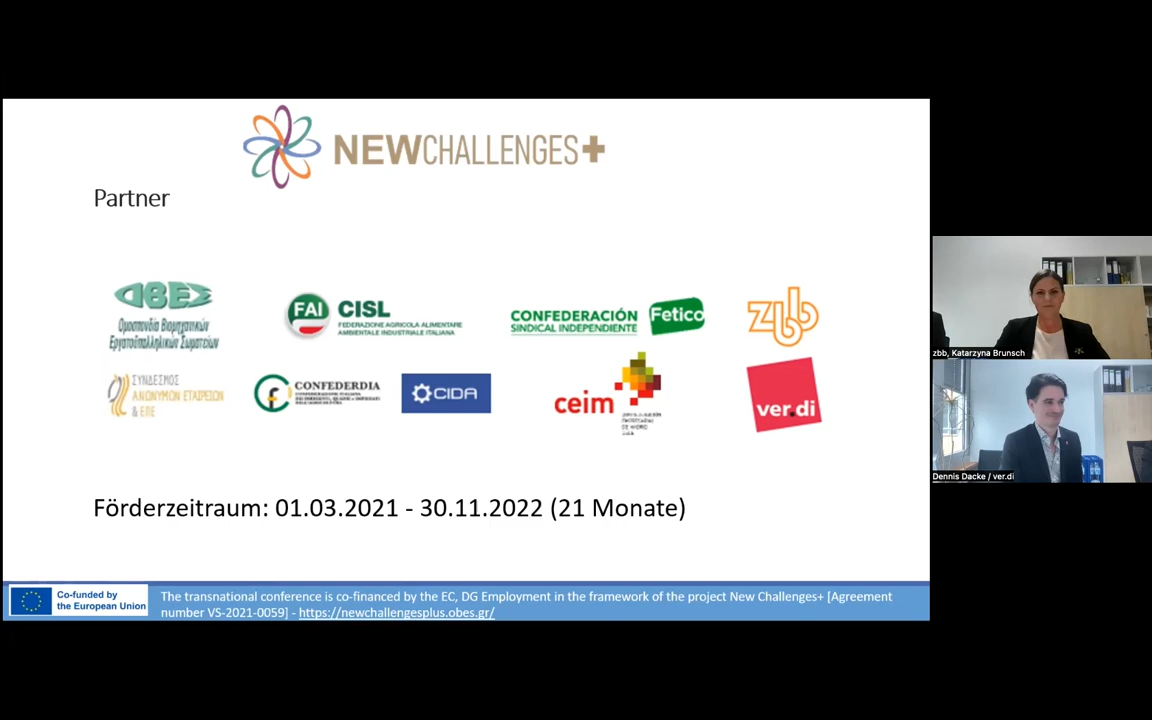 NEWCHALLENGES+
Partner
ΟΒΕΣ
Ομοσπονδία Βιομηχανικών
Εργατοϋπαλληλικών Σωματείων
FAI CISL
FEDERAZIONE AGRICOLA ALIMENTARE
AMBIENTALE INDUSTRIALE ITALIANA
CONFEDERACIÓN
SINDICAL INDEPENDIENTE
Fetico
zbb
ΣΥΝΔΕΣΜΟΣ
ΑΝΩΝΥΜΩΝ ΕΤΑΙΡΕΙΩΝ
& ΕΠΕ
CONFEDERDIA
CIDA
ceim
ver.di
Förderzeitraum: 01.03.2021 - 30.11.2022 (21 Monate)
Co-funded by
the European Union
The transnational conference is co-financed by the EC, DG Employment in the framework of the project New Challenges+ [Agreement
number VS-2021-0059] - https://newchallengesplus.obes.gr/
zbb, Katarzyna Brunsch
Dennis Dacke / ver.di